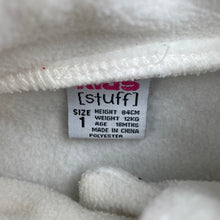 KIDS
[stuff]
SIZE 1
HEIGHT 84CM
WEIGHT 12KG
AGE 18MTHS
MADE IN CHINA
POLYESTER